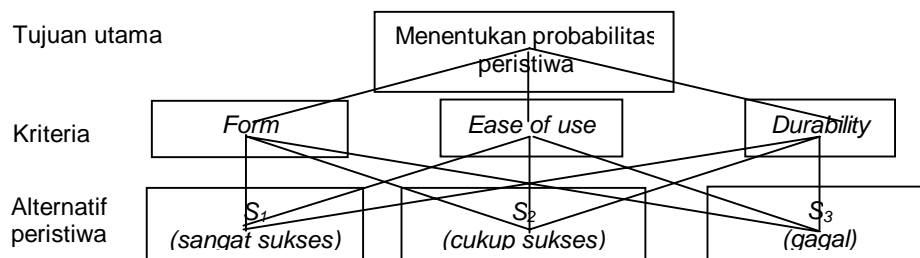 Tujuan utama
Menentukan probabilitas
peristiwa
Kriteria
Form
Ease of use
Durability
Alternatif
peristiwa
S1
(sangat sukses)
S2
(cukup sukses)
S3
(gagal)